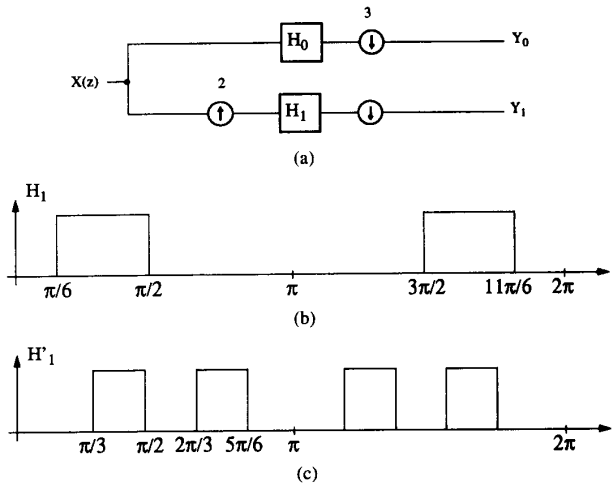 3
H₀
Y₀
X(z)
2
H₁
Y₁
(a)
H₁
π/6 π/2 π 3π/2 11π/6 2π
(b)
H'₁
π/3 π/2 2π/3 5π/6 π 2π
(c)